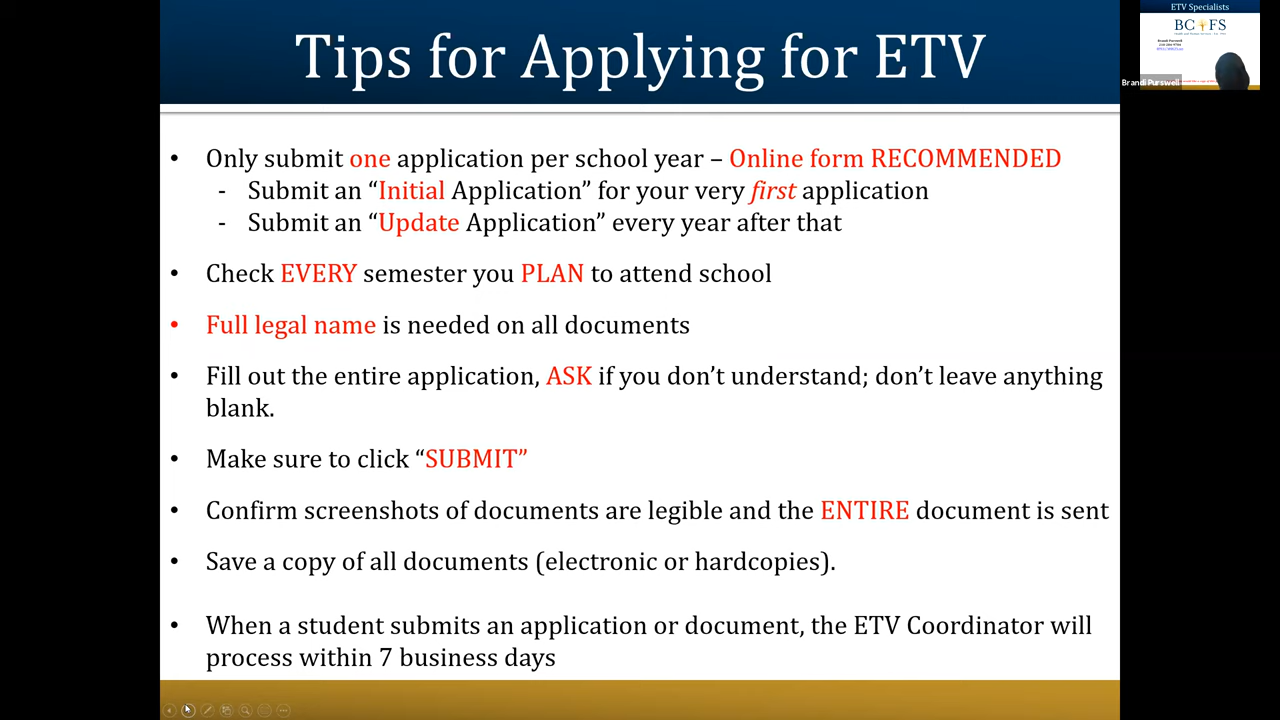 Tips for Applying for ETV
• Only submit one application per school year – Online form RECOMMENDED
- Submit an “Initial Application” for your very first application
- Submit an “Update Application” every year after that
• Check EVERY semester you PLAN to attend school
• Full legal name is needed on all documents
• Fill out the entire application, ASK if you don’t understand; don’t leave anything
blank.
• Make sure to click “SUBMIT”
• Confirm screenshots of documents are legible and the ENTIRE document is sent
• Save a copy of all documents (electronic or hardcopies).
• When a student submits an application or document, the ETV Coordinator will
process within 7 business days
ETV Specialists
BCFS
Brandi Purswell
Brandi Purswell